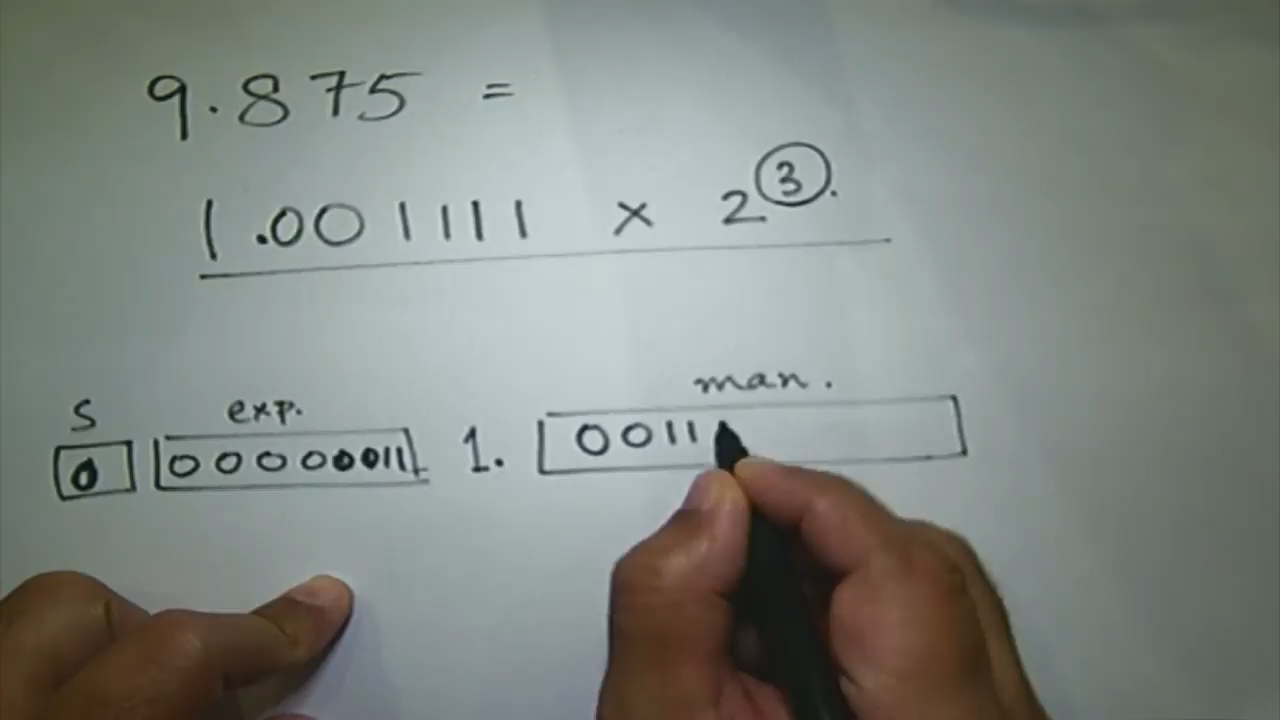 9.875 =
1.001111 × 2³.
S exp. man.
0 00000011 1. 0011